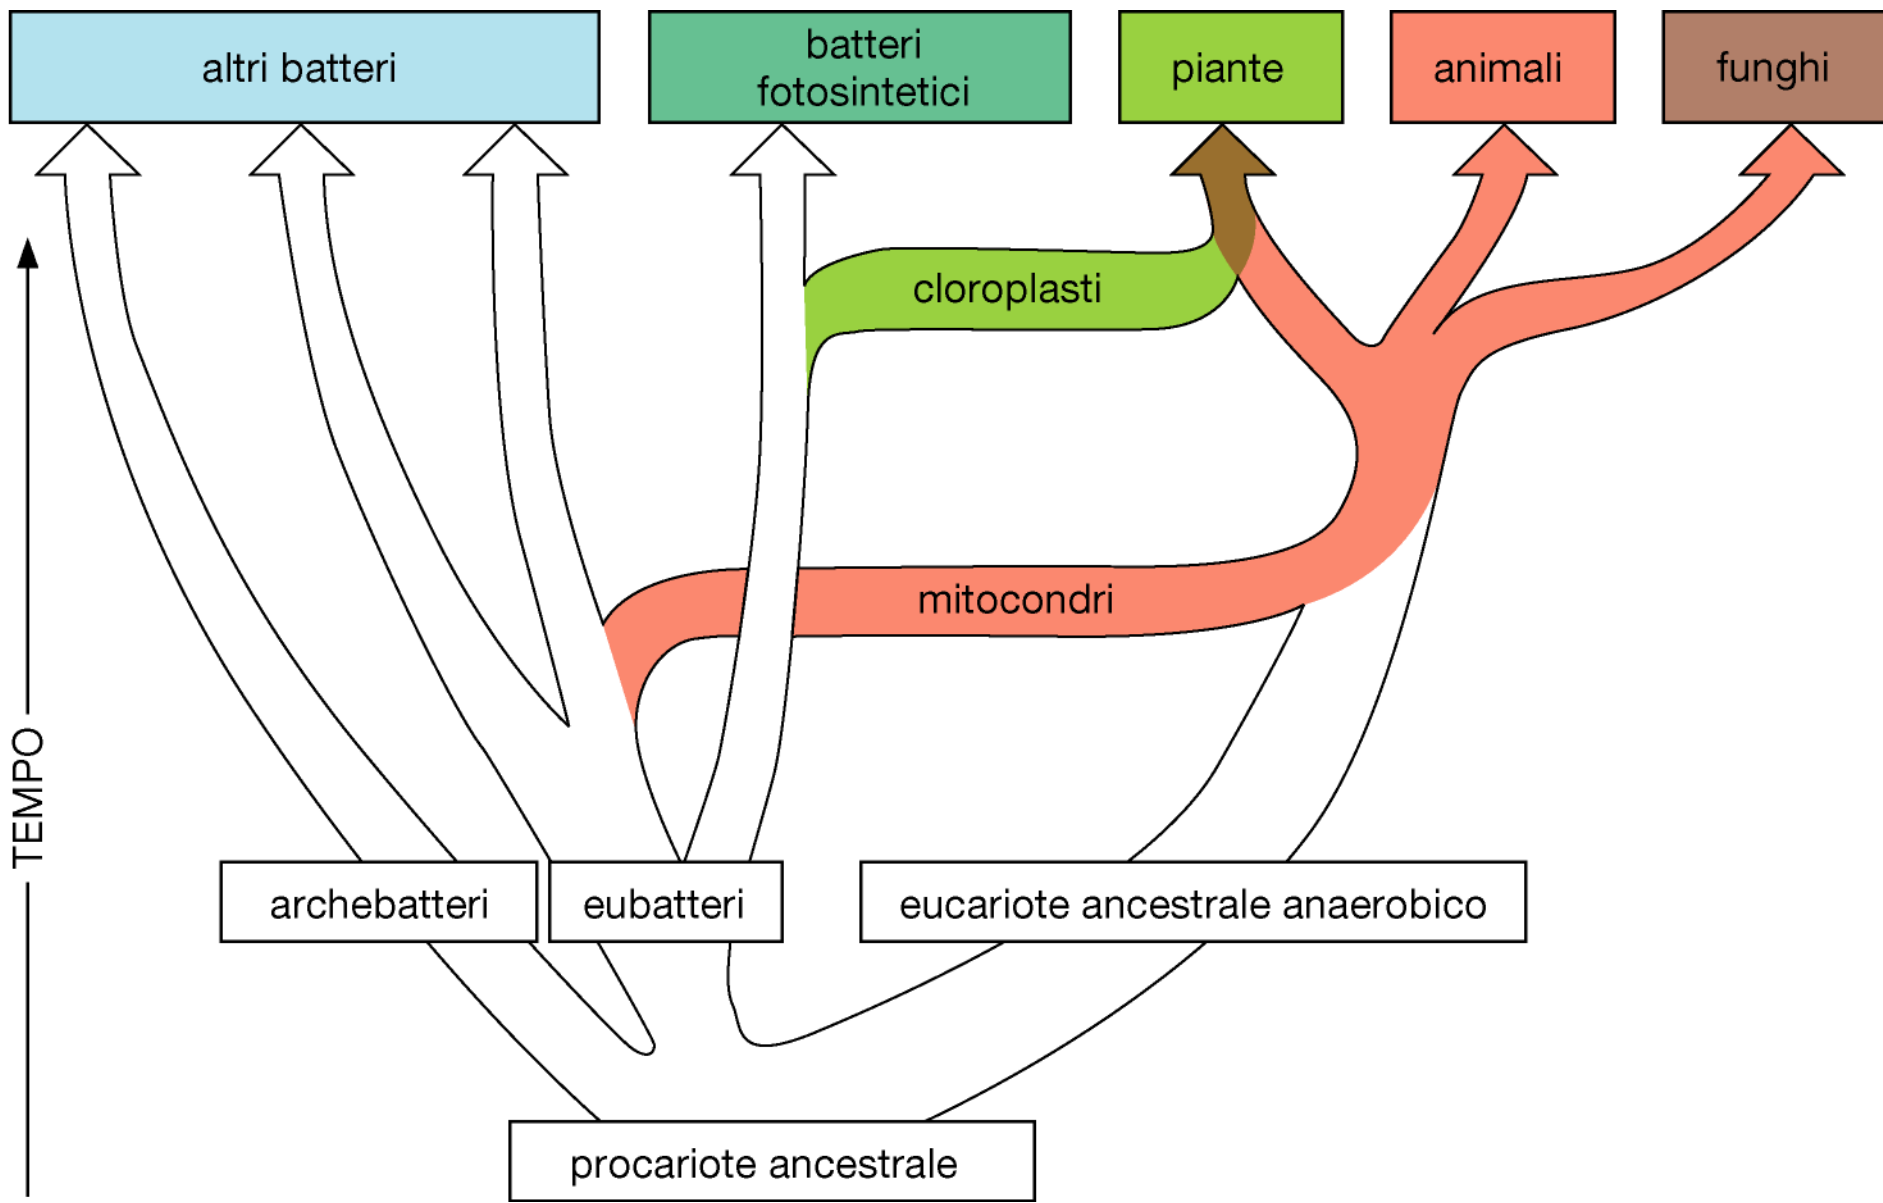 altri batteri
batteri
fotosintetici
piante
animali
funghi
cloroplasti
mitocondri
TEMPO
archebatteri
eubatteri
eucariote ancestrale anaerobico
procariote ancestrale